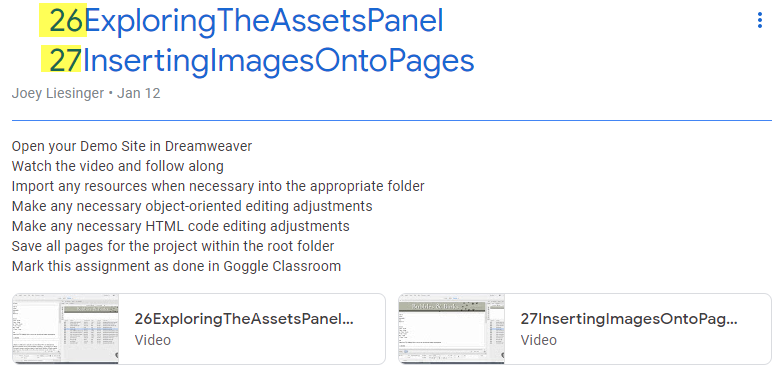 26ExploringTheAssetsPanel
27InsertingImagesOntoPages
Joey Liesinger • Jan 12
Open your Demo Site in Dreamweaver
Watch the video and follow along
Import any resources when necessary into the appropriate folder
Make any necessary object-oriented editing adjustments
Make any necessary HTML code editing adjustments
Save all pages for the project within the root folder
Mark this assignment as done in Goggle Classroom
26ExploringTheAssetsPanel...
Video
27InsertingImagesOntoPag...
Video